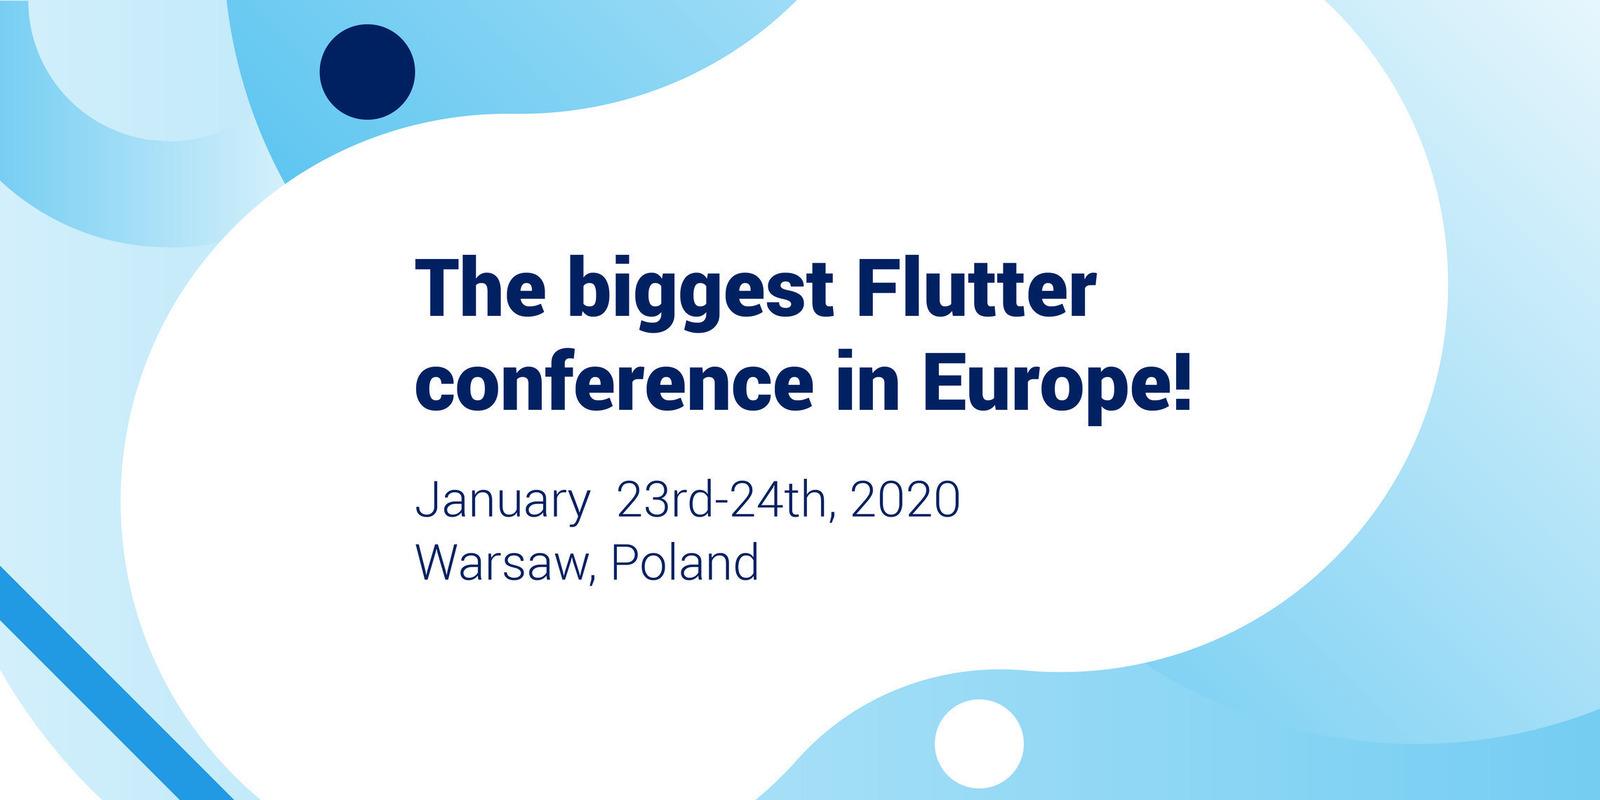 The biggest Flutter
conference in Europe!
January  23rd-24th, 2020
Warsaw, Poland